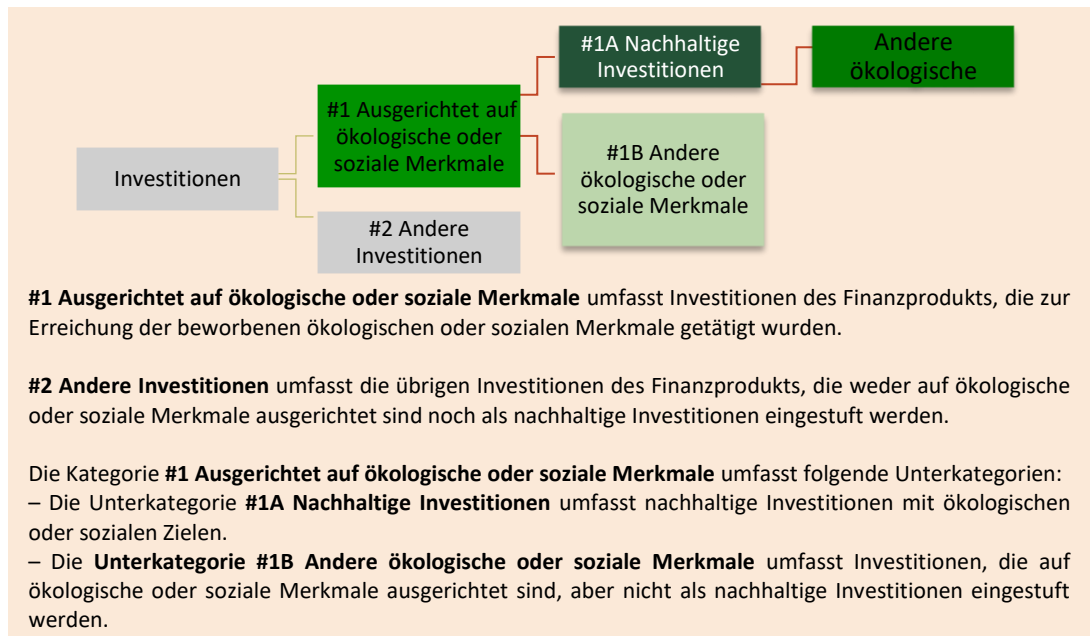 #1A Nachhaltige
Investitionen
Andere
ökologische
#1 Ausgerichtet auf
ökologische oder
soziale Merkmale
#1B Andere
ökologische oder
soziale Merkmale
Investitionen
#2 Andere
Investitionen
#1 Ausgerichtet auf ökologische oder soziale Merkmale umfasst Investitionen des Finanzprodukts, die zur
Erreichung der beworbenen ökologischen oder sozialen Merkmale getätigt wurden.
#2 Andere Investitionen umfasst die übrigen Investitionen des Finanzprodukts, die weder auf ökologische
oder soziale Merkmale ausgerichtet sind noch als nachhaltige Investitionen eingestuft werden.
Die Kategorie #1 Ausgerichtet auf ökologische oder soziale Merkmale umfasst folgende Unterkategorien:
– Die Unterkategorie #1A Nachhaltige Investitionen umfasst nachhaltige Investitionen mit ökologischen
oder sozialen Zielen.
– Die Unterkategorie #1B Andere ökologische oder soziale Merkmale umfasst Investitionen, die auf
ökologische oder soziale Merkmale ausgerichtet sind, aber nicht als nachhaltige Investitionen eingestuft
werden.